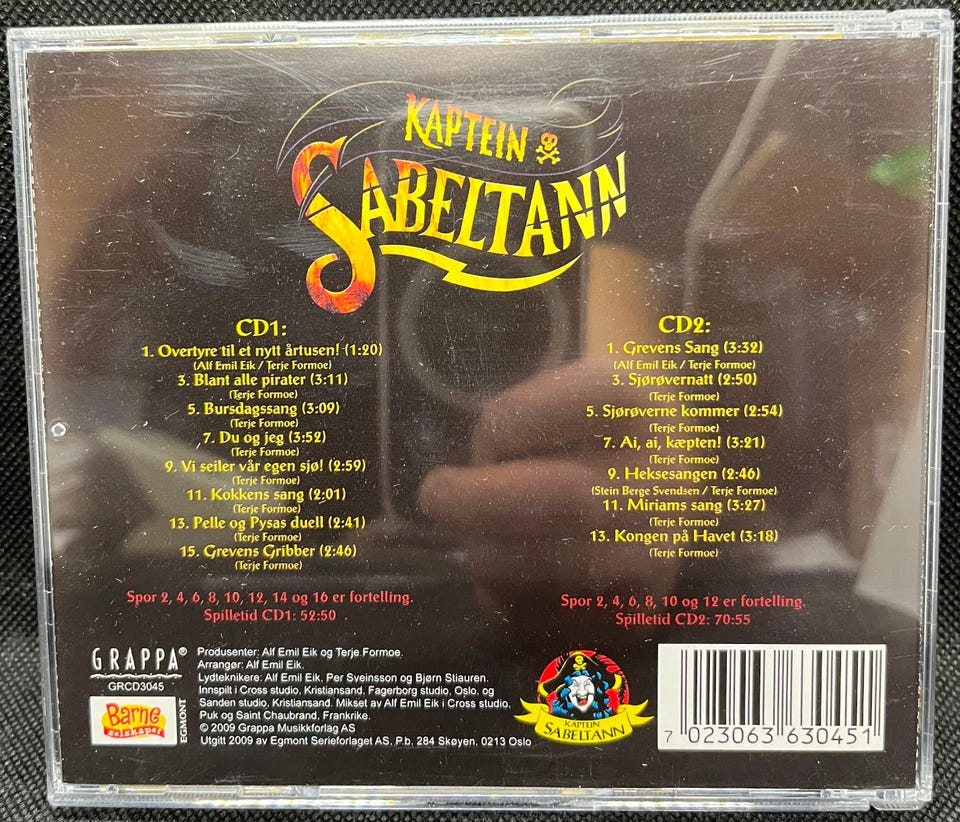 KAPTEIN
SABELTANN
CD1:
1. Overtyre til et nytt årtusen! (1:20)
(Alf Emil Eik / Terje Formoe)
3. Blant alle pirater (3:11)
(Terje Formoe)
5. Bursdagssang (3:09)
(Terje Formoe)
7. Du og jeg (3:52)
(Terje Formoe)
9. Vi seiler vår egen sjø! (2:59)
(Terje Formoe)
11. Kokkens sang (2:01)
(Terje Formoe)
13. Pelle og Pysas duell (2:41)
(Terje Formoe)
15. Grevens Gribber (2:46)
(Terje Formoe)
Spor 2, 4, 6, 8, 10, 12, 14 og 16 er fortelling.
Spilletid CD1: 52:50
CD2:
1. Grevens Sang (3:32)
(Alf Emil Eik / Terje Formoe)
3. Sjørøvernatt (2:50)
(Terje Formoe)
5. Sjørøverne kommer (2:54)
(Terje Formoe)
7. Ai, ai, kæpten! (3:21)
(Terje Formoe)
9. Heksesangen (2:46)
(Stein Berge Svendsen / Terje Formoe)
11. Miriams sang (3:27)
(Terje Formoe)
13. Kongen på Havet (3:18)
(Terje Formoe)
Spor 2, 4, 6, 8, 10 og 12 er fortelling.
Spilletid CD2: 70:55
GRAPPA®
GRCD3045
Barne
selskapet
EGMONT
Produsenter: Alf Emil Eik og Terje Formoe.
Arrangør: Alf Emil Eik.
Lydteknikere: Alf Emil Eik, Per Sveinsson og Bjørn Stiauren.
Innspilt i Cross studio, Kristiansand, Fagerborg studio, Oslo, og
Sanden studio, Kristiansand. Mikset av Alf Emil Eik i Cross studio,
Puk og Saint Chaubrand, Frankrike.
© 2009 Grappa Musikkforlag AS
Utgitt 2009 av Egmont Serieforlaget AS, P.b. 284 Skøyen, 0213 Oslo
KAPTEIN
SABELTANN
7 023063 630451